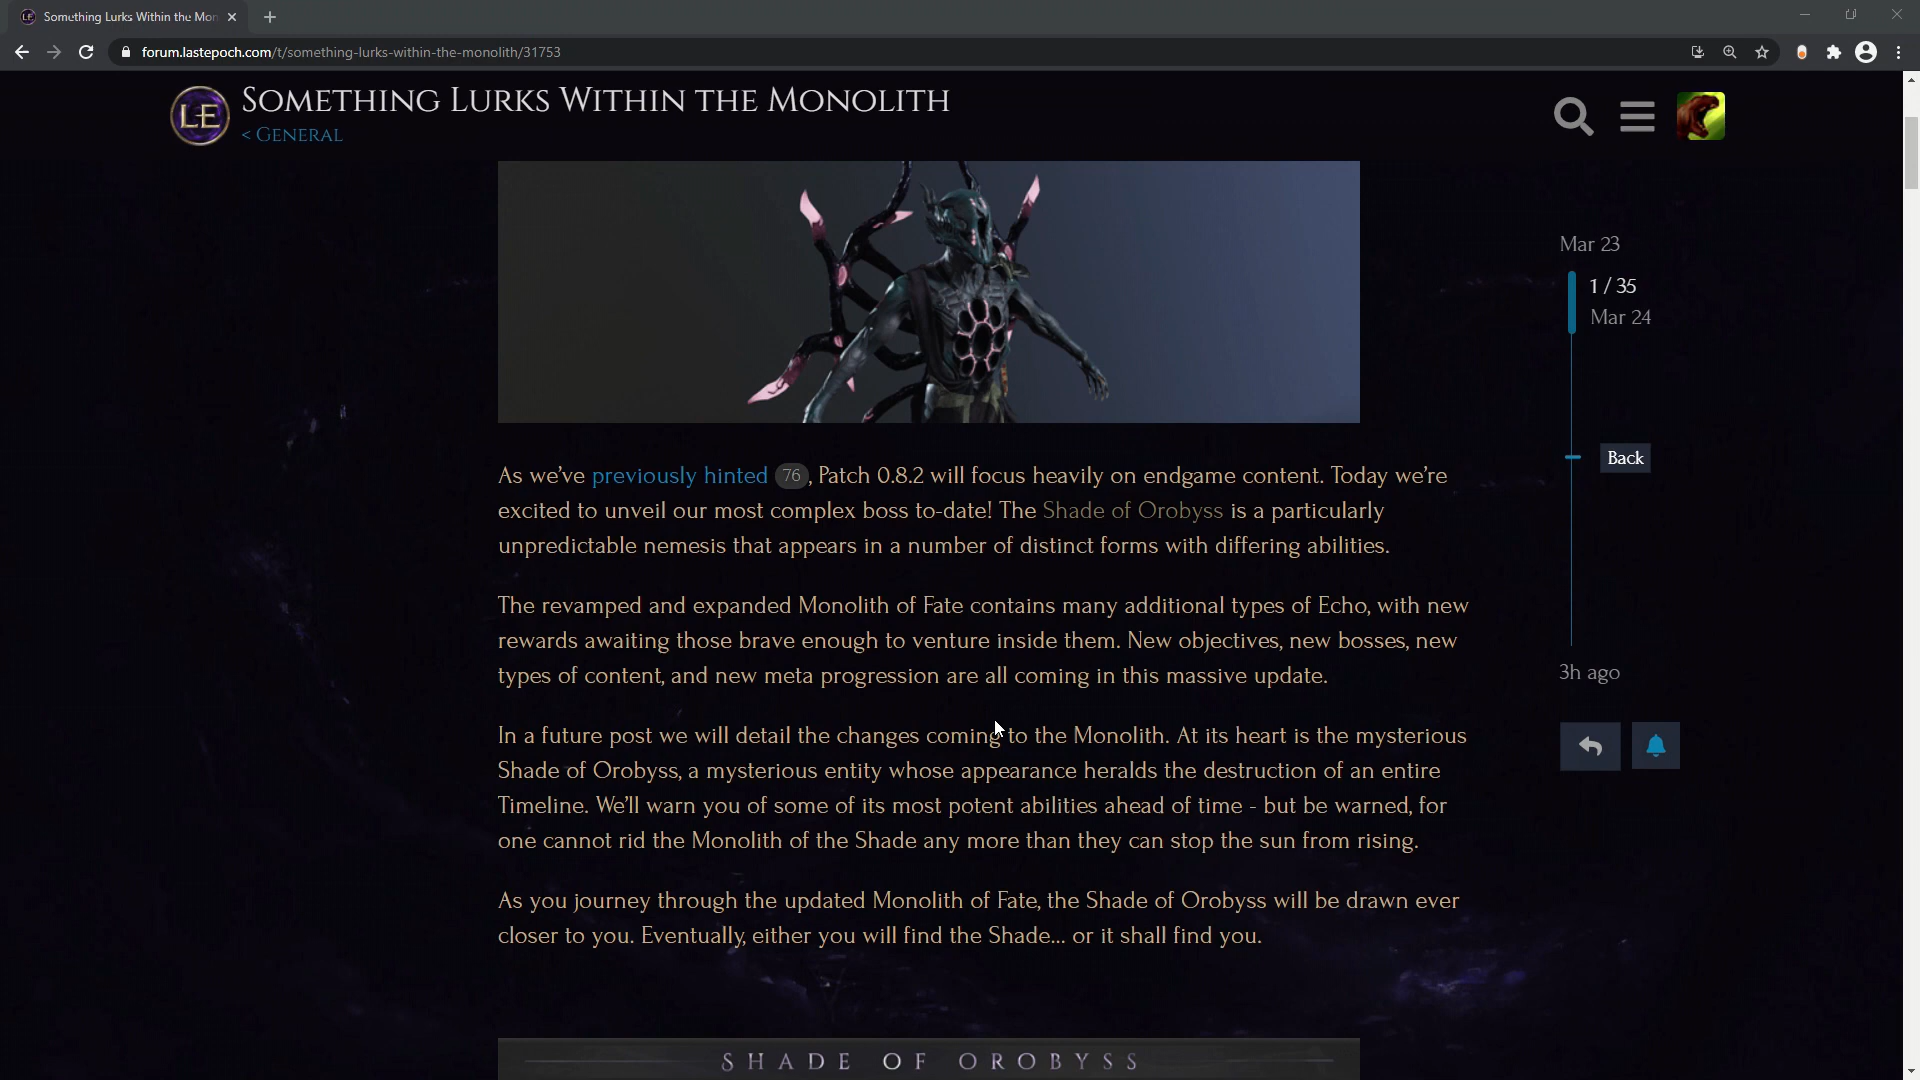 Something Lurks Within the Mon
forum.lastepoch.com/t/something-lurks-within-the-monolith/31753
LE
Something Lurks Within the Monolith
< General
Mar 23
1 / 35
Mar 24
Back
3h ago
As we've previously hinted 76, Patch 0.8.2 will focus heavily on endgame content. Today we're
excited to unveil our most complex boss to-date! The Shade of Orobyss is a particularly
unpredictable nemesis that appears in a number of distinct forms with differing abilities.
The revamped and expanded Monolith of Fate contains many additional types of Echo, with new
rewards awaiting those brave enough to venture inside them. New objectives, new bosses, new
types of content, and new meta progression are all coming in this massive update.
In a future post we will detail the changes coming to the Monolith. At its heart is the mysterious
Shade of Orobyss, a mysterious entity whose appearance heralds the destruction of an entire
Timeline. We'll warn you of some of its most potent abilities ahead of time - but be warned, for
one cannot rid the Monolith of the Shade any more than they can stop the sun from rising.
As you journey through the updated Monolith of Fate, the Shade of Orobyss will be drawn ever
closer to you. Eventually, either you will find the Shade... or it shall find you.
SHADE OF OROBYSS